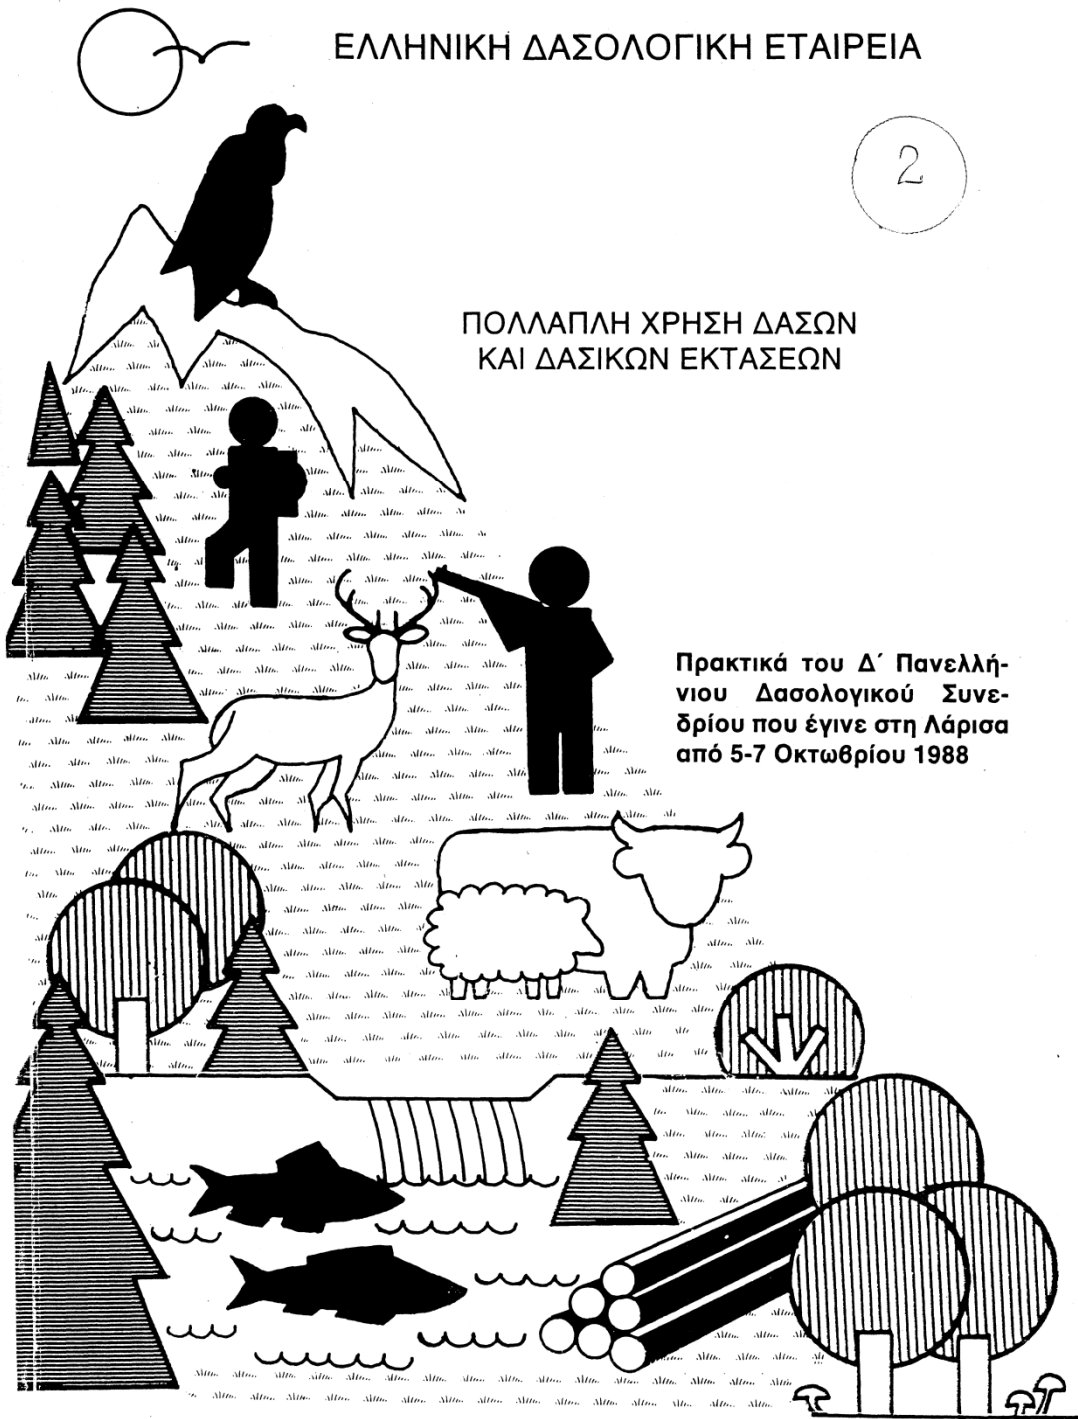 ΕΛΛΗΝΙΚΗ ΔΑΣΟΛΟΓΙΚΗ ΕΤΑΙΡΕΙΑ
2
ΠΟΛΛΑΠΛΗ ΧΡΗΣΗ ΔΑΣΩΝ
ΚΑΙ ΔΑΣΙΚΩΝ ΕΚΤΑΣΕΩΝ
Πρακτικά του Δ΄ Πανελλή-
νιου Δασολογικού Συνε-
δρίου που έγινε στη Λάρισα
από 5-7 Οκτωβρίου 1988